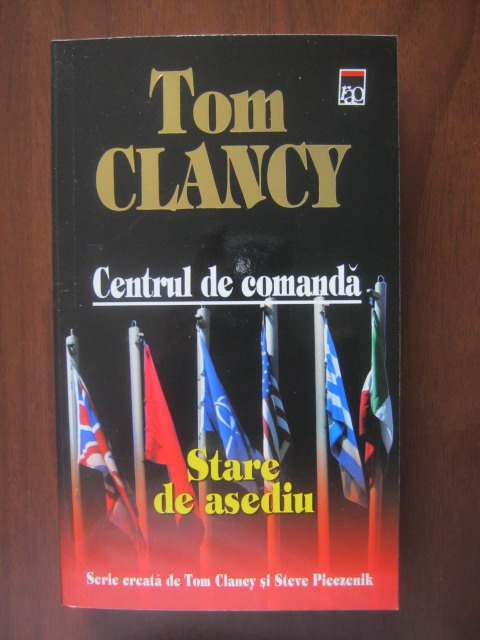 Tom
CLANCY
rao
Centrul de comandă
Stare
de asediu
Serie creată de Tom Clancy și Steve Pieczenik